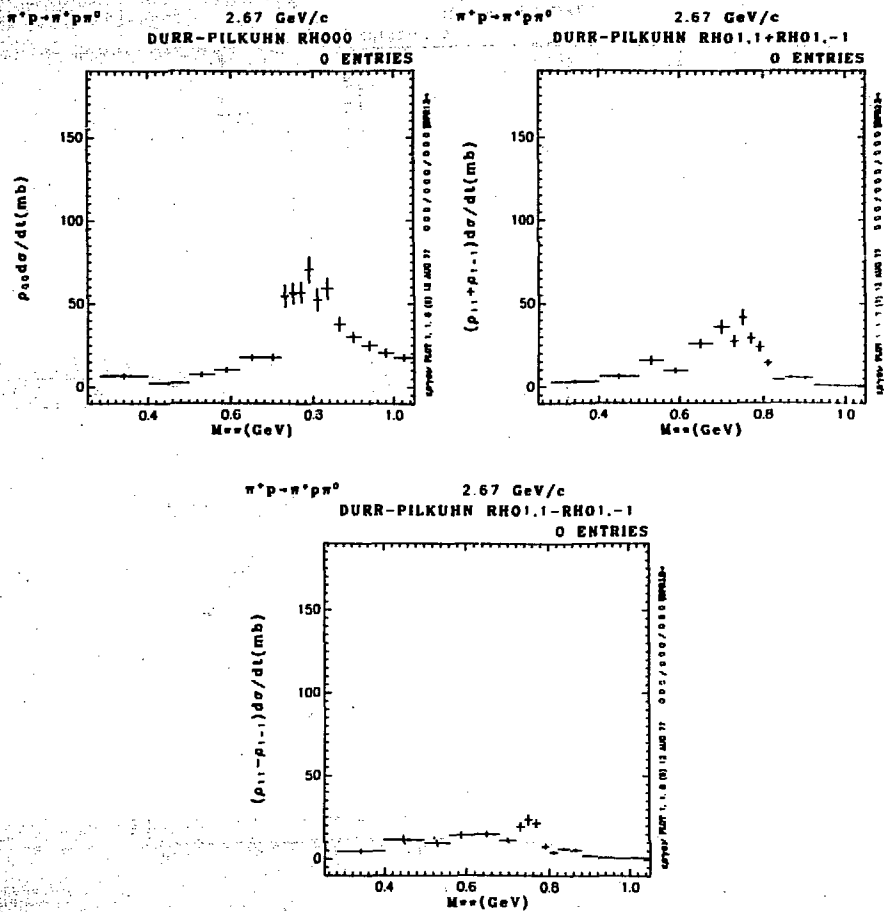 π⁺p→π⁺pπ⁰ 2.67 GeV/c
DURR-PILKUHN RHO00
0 ENTRIES
150
100
50
0
ρ₀₀dσ/dt(mb)
0.4 0.6 0.8 1.0
Mππ(GeV)
π⁺p→π⁺pπ⁰ 2.67 GeV/c
DURR-PILKUHN RHO1,1+RHO1,-1
0 ENTRIES
150
100
50
0
(ρ₁₁+ρ₁₋₁)dσ/dt(mb)
0.4 0.6 0.8 1.0
Mππ(GeV)
π⁺p→π⁺pπ⁰ 2.67 GeV/c
DURR-PILKUHN RHO1,1-RHO1,-1
0 ENTRIES
150
100
50
0
(ρ₁₁-ρ₁₋₁)dσ/dt(mb)
0.4 0.6 0.8 1.0
Mππ(GeV)